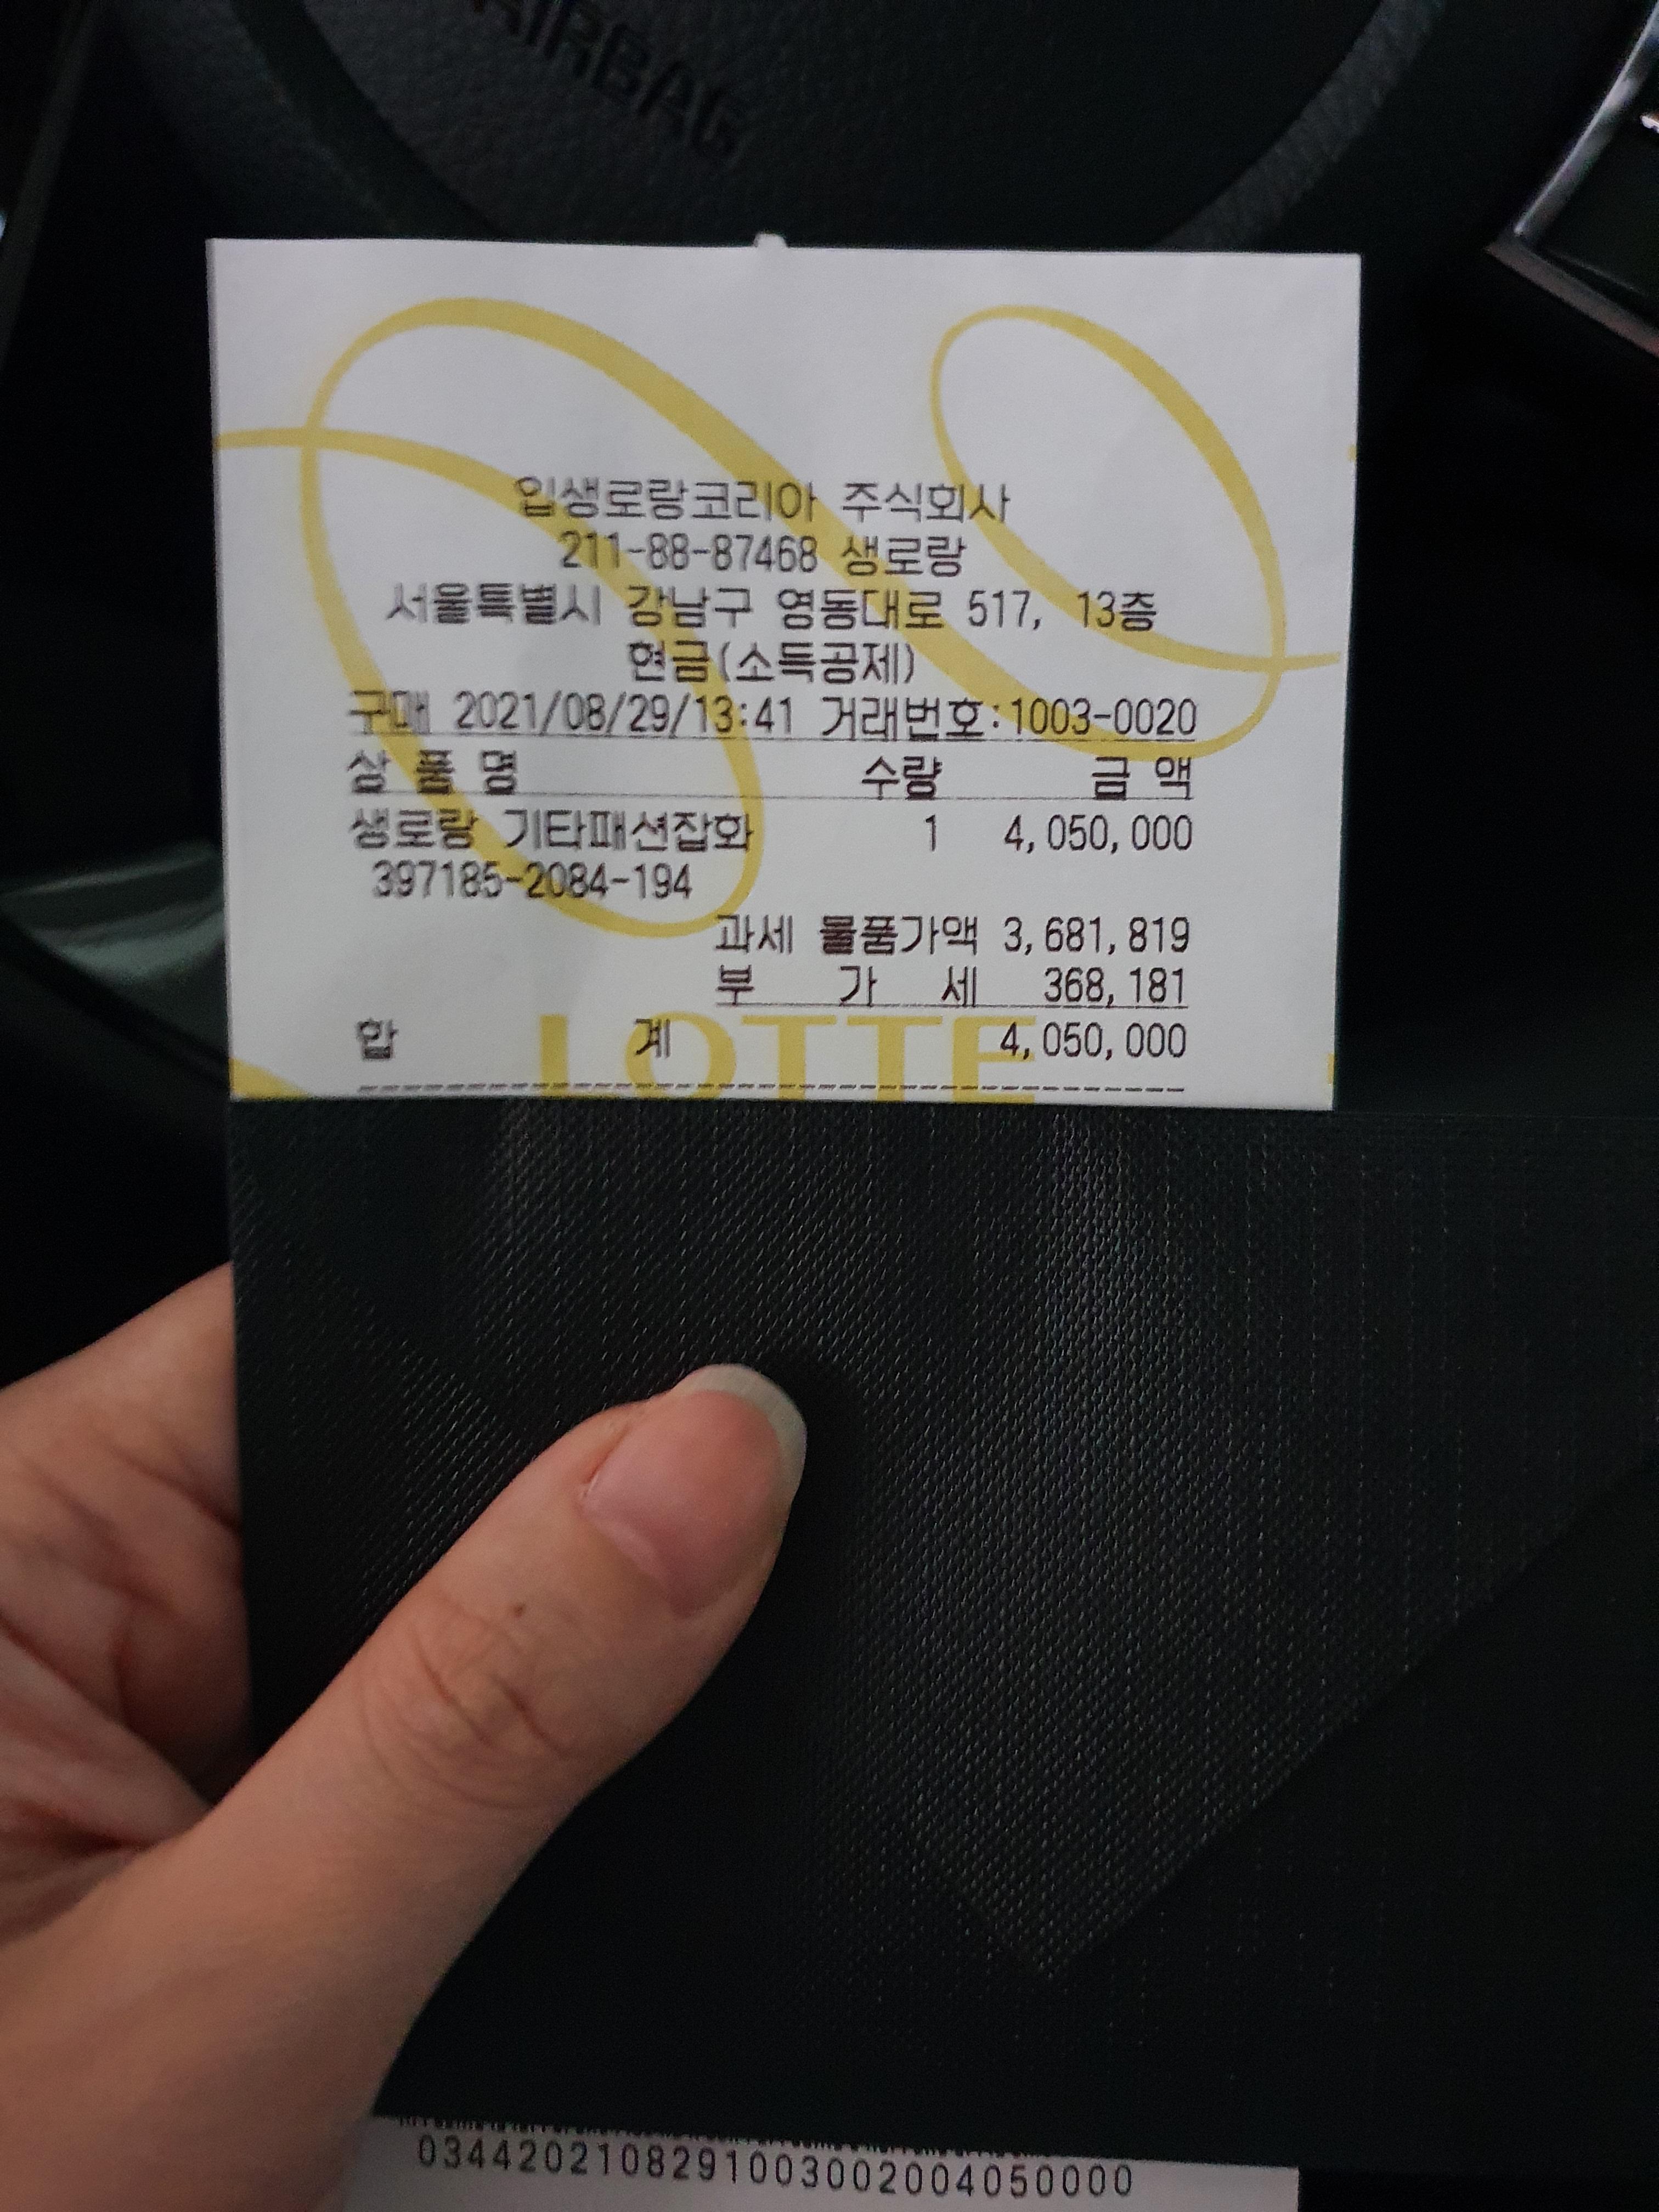 AIRBAG
입생로랑코리아 주식회사
211-88-87468 생로랑
서울특별시 강남구 영동대로 517, 13층
현금(소득공제)
구매 2021/08/29/13:41 거래번호:1003-0020
상 품 명 수량 금 액
생로랑 기타패션잡화 1 4,050,000
397185-2084-194
과세 물품가액 3,681,819
부 가 세 368,181
합 계 4,050,000
LOTTE
0344202108291003002004050000